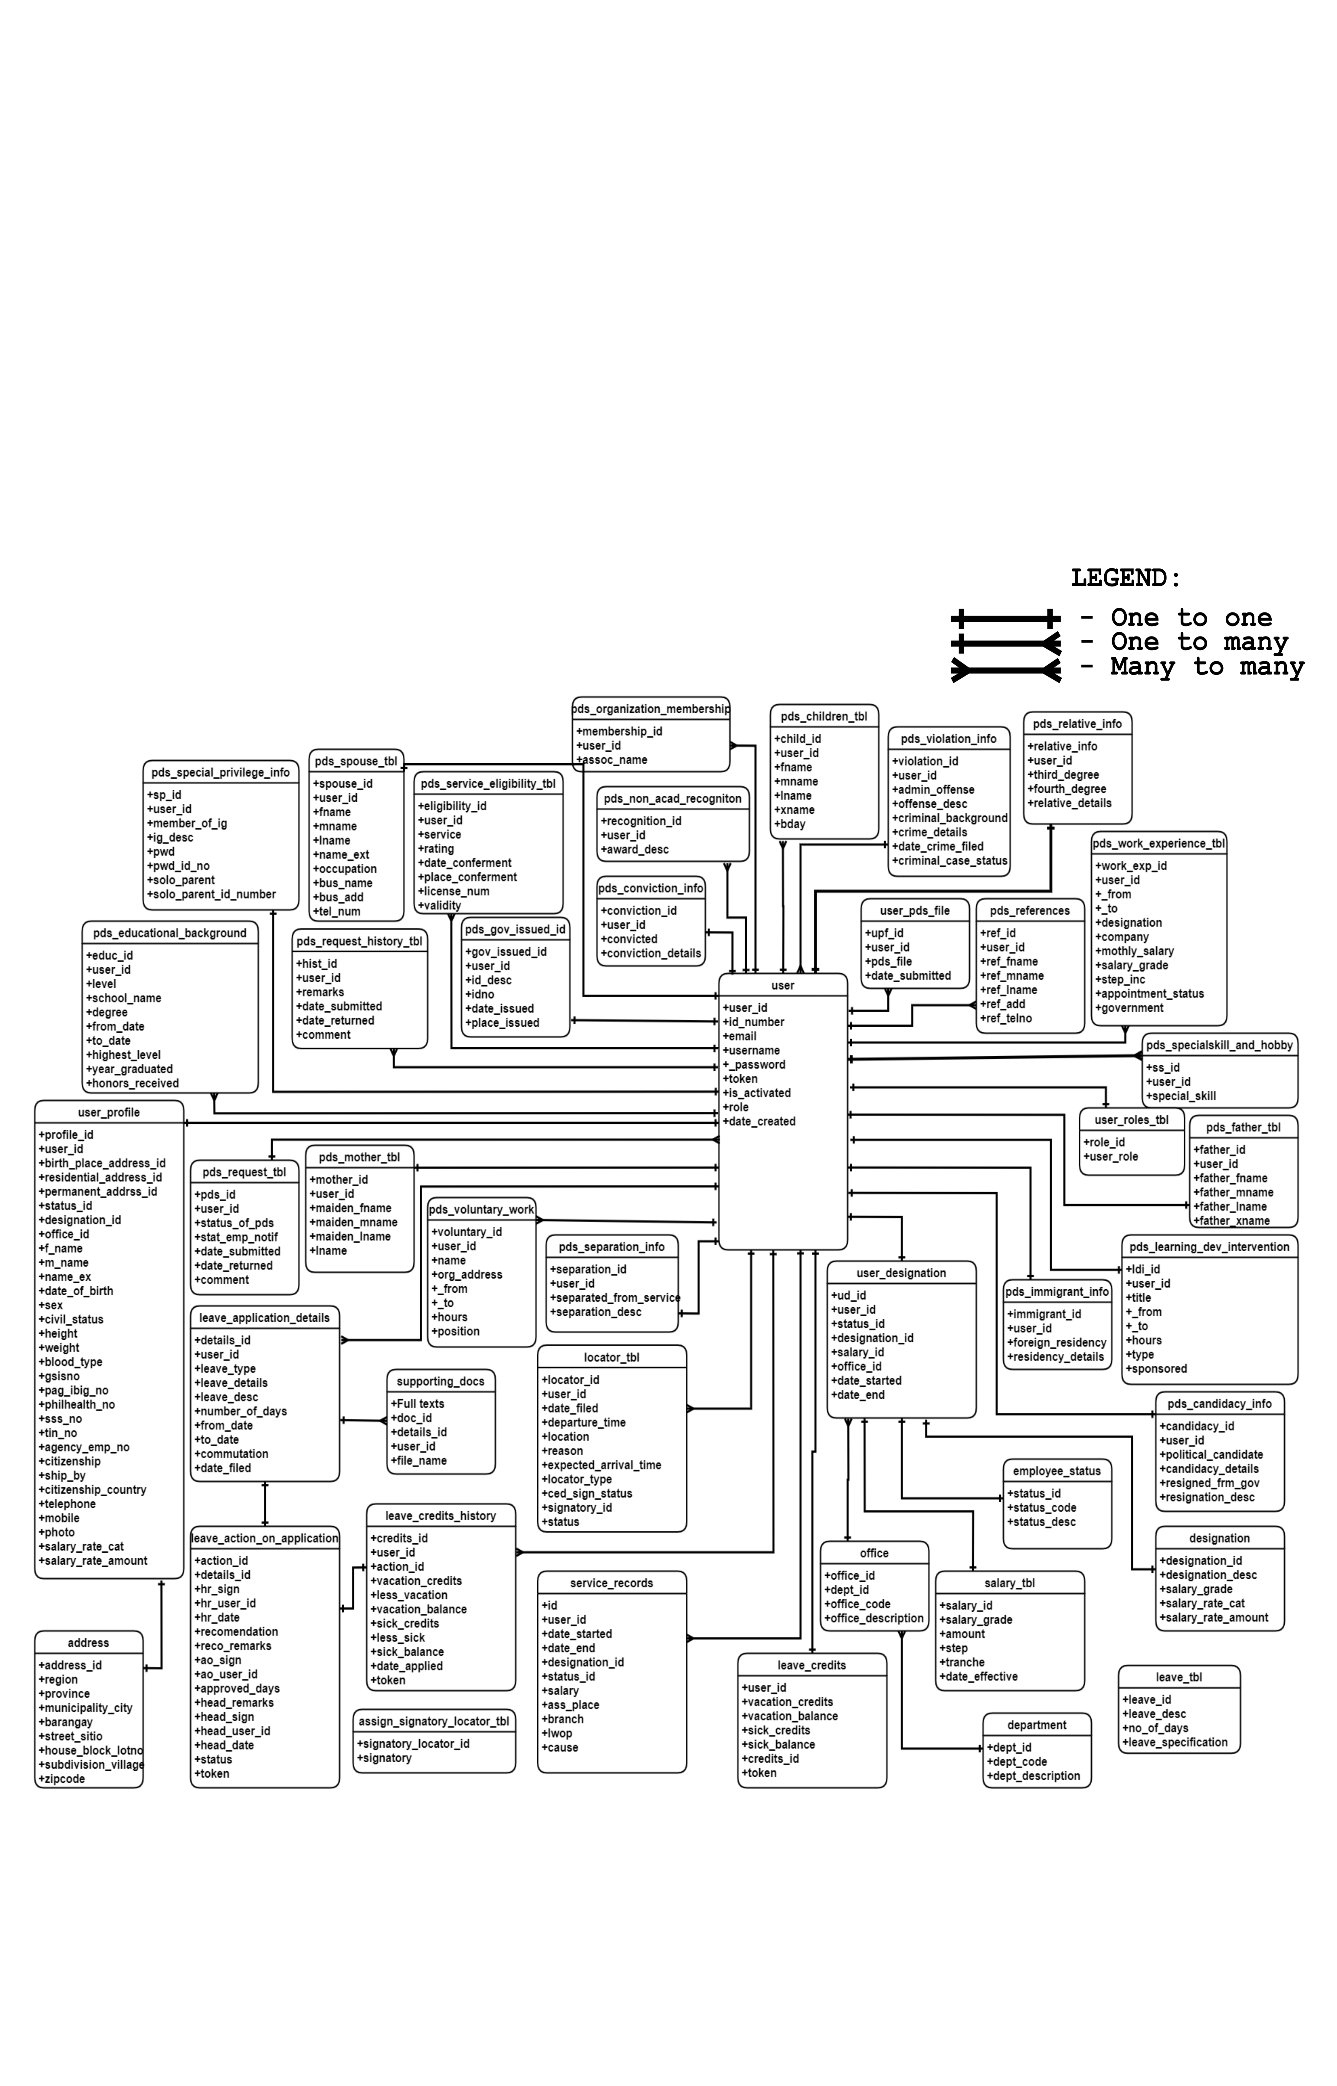 LEGEND:
- One to one
- One to many
- Many to many
pds_organization_membership
+membership_id
+user_id
+assoc_name
pds_children_tbl
+child_id
+user_id
+fname
+mname
+lname
+xname
+bday
pds_violation_info
+violation_id
+user_id
+admin_offense
+offense_desc
+criminal_background
+crime_details
+date_crime_filed
+criminal_case_status
pds_relative_info
+relative_info
+user_id
+third_degree
+fourth_degree
+relative_details
pds_special_privilege_info
+sp_id
+user_id
+member_of_ig
+ig_desc
+pwd
+pwd_id_no
+solo_parent
+solo_parent_id_number
pds_spouse_tbl
+spouse_id
+user_id
+fname
+mname
+lname
+name_ext
+occupation
+bus_name
+bus_add
+tel_num
pds_service_eligibility_tbl
+eligibility_id
+user_id
+service
+rating
+date_conferment
+place_conferment
+license_num
+validity
pds_non_acad_recogniton
+recognition_id
+user_id
+award_desc
pds_conviction_info
+conviction_id
+user_id
+convicted
+conviction_details
pds_work_experience_tbl
+work_exp_id
+user_id
+_from
+_to
+designation
+company
+mothly_salary
+salary_grade
+step_inc
+appointment_status
+government
user_pds_file
+upf_id
+user_id
+pds_file
+date_submitted
pds_references
+ref_id
+user_id
+ref_fname
+ref_mname
+ref_lname
+ref_add
+ref_telno
pds_educational_background
+educ_id
+user_id
+level
+school_name
+degree
+from_date
+to_date
+highest_level
+year_graduated
+honors_received
pds_request_history_tbl
+hist_id
+user_id
+remarks
+date_submitted
+date_returned
+comment
pds_gov_issued_id
+gov_issued_id
+user_id
+id_desc
+idno
+date_issued
+place_issued
user
+user_id
+id_number
+email
+username
+_password
+token
+is_activated
+role
+date_created
pds_specialskill_and_hobby
+ss_id
+user_id
+special_skill
user_roles_tbl
+role_id
+user_role
pds_father_tbl
+father_id
+user_id
+father_fname
+father_mname
+father_lname
+father_xname
user_profile
+profile_id
+user_id
+birth_place_address_id
+residential_address_id
+permanent_addrss_id
+status_id
+designation_id
+office_id
+f_name
+m_name
+name_ex
+date_of_birth
+sex
+civil_status
+height
+weight
+blood_type
+gsisno
+pag_ibig_no
+philhealth_no
+sss_no
+tin_no
+agency_emp_no
+citizenship
+ship_by
+citizenship_country
+telephone
+mobile
+photo
+salary_rate_cat
+salary_rate_amount
pds_request_tbl
+pds_id
+user_id
+status_of_pds
+stat_emp_notif
+date_submitted
+date_returned
+comment
pds_mother_tbl
+mother_id
+user_id
+maiden_fname
+maiden_mname
+maiden_lname
+lname
pds_voluntary_work
+voluntary_id
+user_id
+name
+org_address
+_from
+_to
+hours
+position
pds_separation_info
+separation_id
+user_id
+separated_from_service
+separation_desc
user_designation
+ud_id
+user_id
+status_id
+designation_id
+salary_id
+office_id
+date_started
+date_end
pds_immigrant_info
+immigrant_id
+user_id
+foreign_residency
+residency_details
pds_learning_dev_intervention
+ldi_id
+user_id
+title
+_from
+_to
+hours
+type
+sponsored
leave_application_details
+details_id
+user_id
+leave_type
+leave_details
+leave_desc
+number_of_days
+from_date
+to_date
+commutation
+date_filed
supporting_docs
+Full texts
+doc_id
+details_id
+user_id
+file_name
locator_tbl
+locator_id
+user_id
+date_filed
+departure_time
+location
+reason
+expected_arrival_time
+locator_type
+ced_sign_status
+signatory_id
+status
pds_candidacy_info
+candidacy_id
+user_id
+political_candidate
+candidacy_details
+resigned_frm_gov
+resignation_desc
employee_status
+status_id
+status_code
+status_desc
leave_action_on_application
+action_id
+details_id
+hr_sign
+hr_user_id
+hr_date
+recomendation
+reco_remarks
+ao_sign
+ao_user_id
+approved_days
+head_remarks
+head_sign
+head_user_id
+head_date
+status
+token
leave_credits_history
+credits_id
+user_id
+action_id
+vacation_credits
+less_vacation
+vacation_balance
+sick_credits
+less_sick
+sick_balance
+date_applied
+token
service_records
+id
+user_id
+date_started
+date_end
+designation_id
+status_id
+salary
+ass_place
+branch
+lwop
+cause
office
+office_id
+dept_id
+office_code
+office_description
salary_tbl
+salary_id
+salary_grade
+amount
+step
+tranche
+date_effective
designation
+designation_id
+designation_desc
+salary_grade
+salary_rate_cat
+salary_rate_amount
address
+address_id
+region
+province
+municipality_city
+barangay
+street_sitio
+house_block_lotno
+subdivision_village
+zipcode
assign_signatory_locator_tbl
+signatory_locator_id
+signatory
leave_credits
+user_id
+vacation_credits
+vacation_balance
+sick_credits
+sick_balance
+credits_id
+token
department
+dept_id
+dept_code
+dept_description
leave_tbl
+leave_id
+leave_desc
+no_of_days
+leave_specification